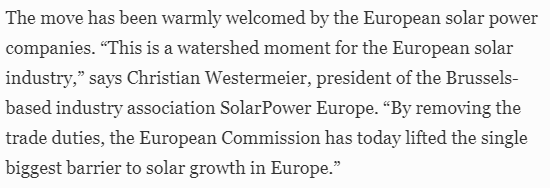 The move has been warmly welcomed by the European solar power
companies. “This is a watershed moment for the European solar
industry,” says Christian Westermeier, president of the Brussels-
based industry association SolarPower Europe. “By removing the
trade duties, the European Commission has today lifted the single
biggest barrier to solar growth in Europe.”